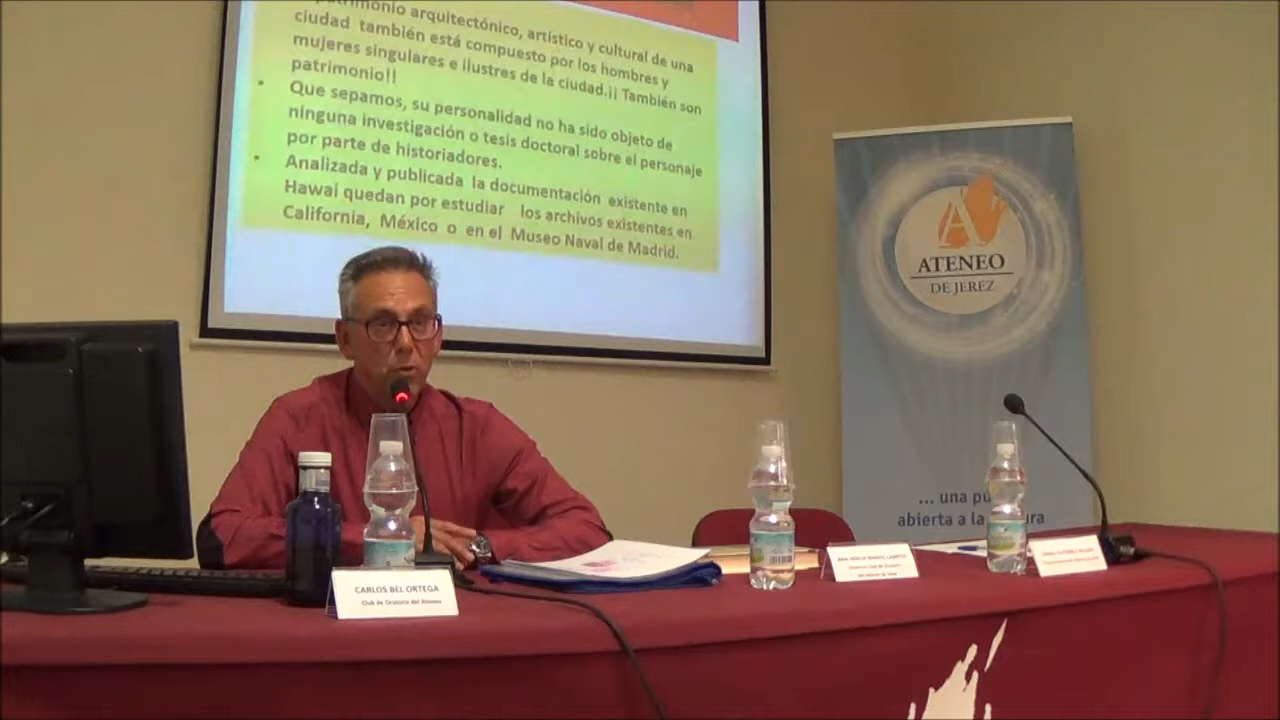 patrimonio arquitectónico, artístico y cultural de una
ciudad también está compuesto por los hombres y
mujeres singulares e ilustres de la ciudad.¡¡ También son
patrimonio!!
• Que sepamos, su personalidad no ha sido objeto de
ninguna investigación o tesis doctoral sobre el personaje
por parte de historiadores.
• Analizada y publicada la documentación existente en
Hawai quedan por estudiar los archivos existentes en
California, México o en el Museo Naval de Madrid.
A
ATENEO
DE JEREZ
... una
abierta a la
CARLOS BEL ORTEGA
Club de Oratoria del Ateneo